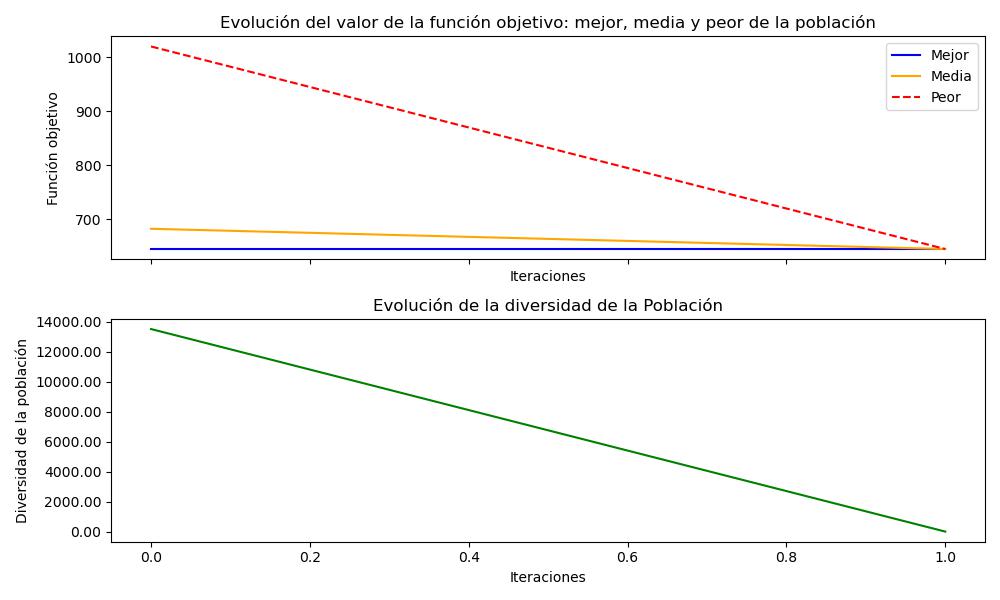 Evolución del valor de la función objetivo: mejor, media y peor de la población
Función objetivo
1000
900
800
700
Mejor
Media
Peor
Iteraciones
Evolución de la diversidad de la Población
Diversidad de la población
14000.00
12000.00
10000.00
8000.00
6000.00
4000.00
2000.00
0.00
0.0 0.2 0.4 0.6 0.8 1.0
Iteraciones